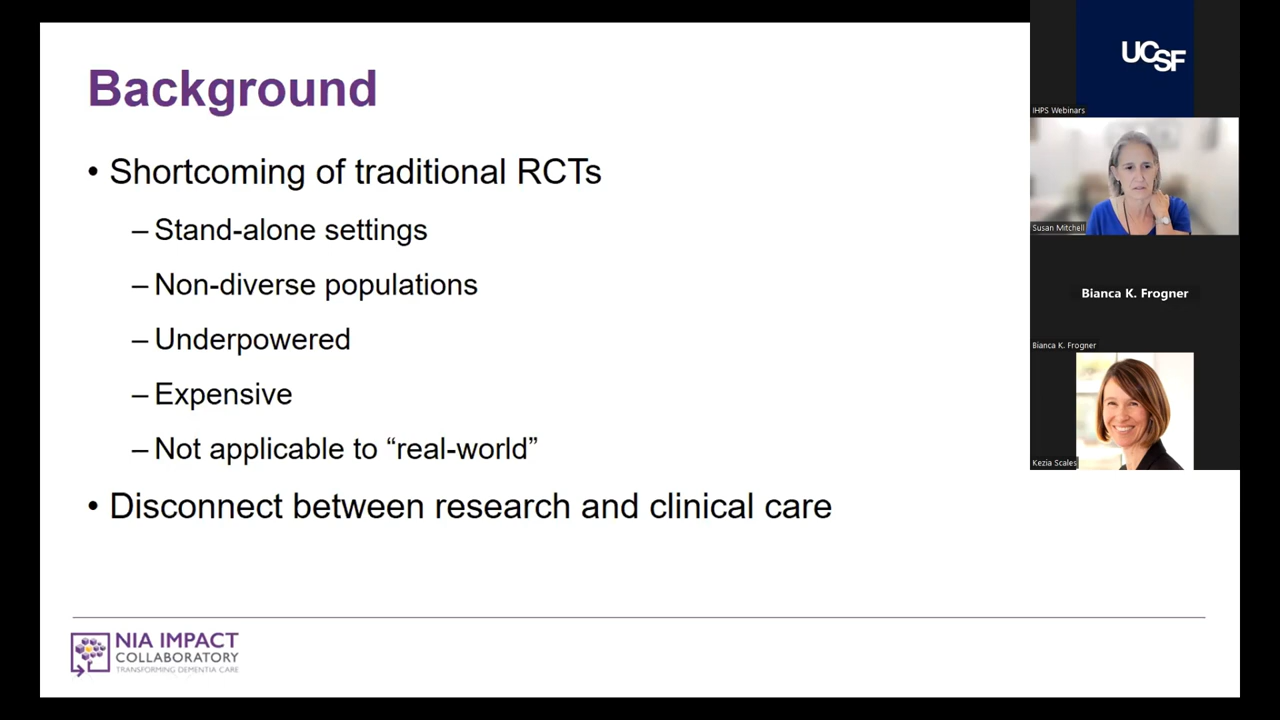 Background
• Shortcoming of traditional RCTs
– Stand-alone settings
– Non-diverse populations
– Underpowered
– Expensive
– Not applicable to “real-world”
• Disconnect between research and clinical care
NIA IMPACT
COLLABORATORY
TRANSFORMING DEMENTIA CARE
UCSF
IHPS Webinars
Susan Mitchell
Bianca K. Frogner
Bianca K. Frogner
Kezia Scales